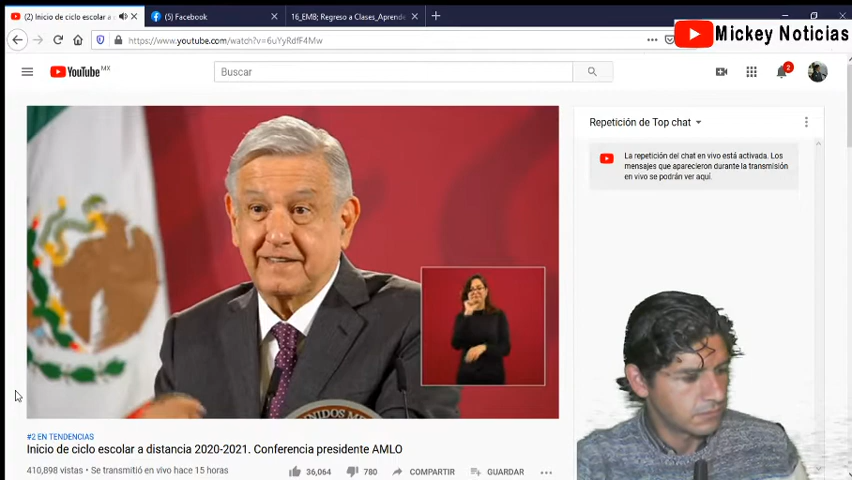 (2) Inicio de ciclo escolar a
(5) Facebook
16_EMB; Regreso a Clases_Aprende
Mickey Noticias
https://www.youtube.com/watch?v=6uYyRdfF4Mw
YouTube MX
Buscar
2
Repetición de Top chat
La repetición del chat en vivo está activada. Los
mensajes que aparecieron durante la transmisión
en vivo se podrán ver aquí.
#2 EN TENDENCIAS
Inicio de ciclo escolar a distancia 2020-2021. Conferencia presidente AMLO
410,898 vistas • Se transmitió en vivo hace 15 horas
36,064
780
COMPARTIR
GUARDAR